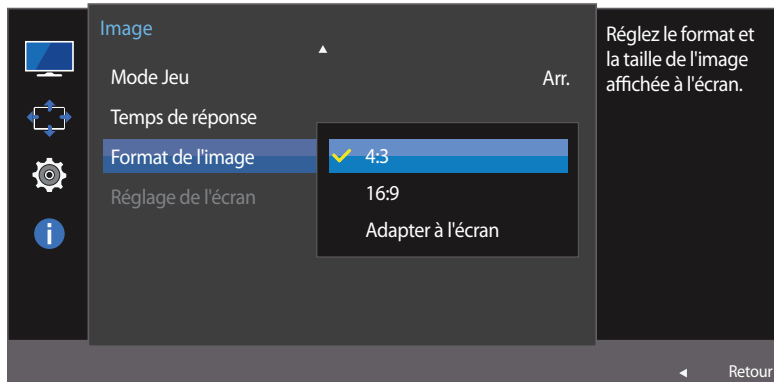 Image
Mode Jeu Arr.
Temps de réponse
Format de l'image
Réglage de l'écran
4:3
16:9
Adapter à l'écran
Réglez le format et
la taille de l'image
affichée à l'écran.
Retour